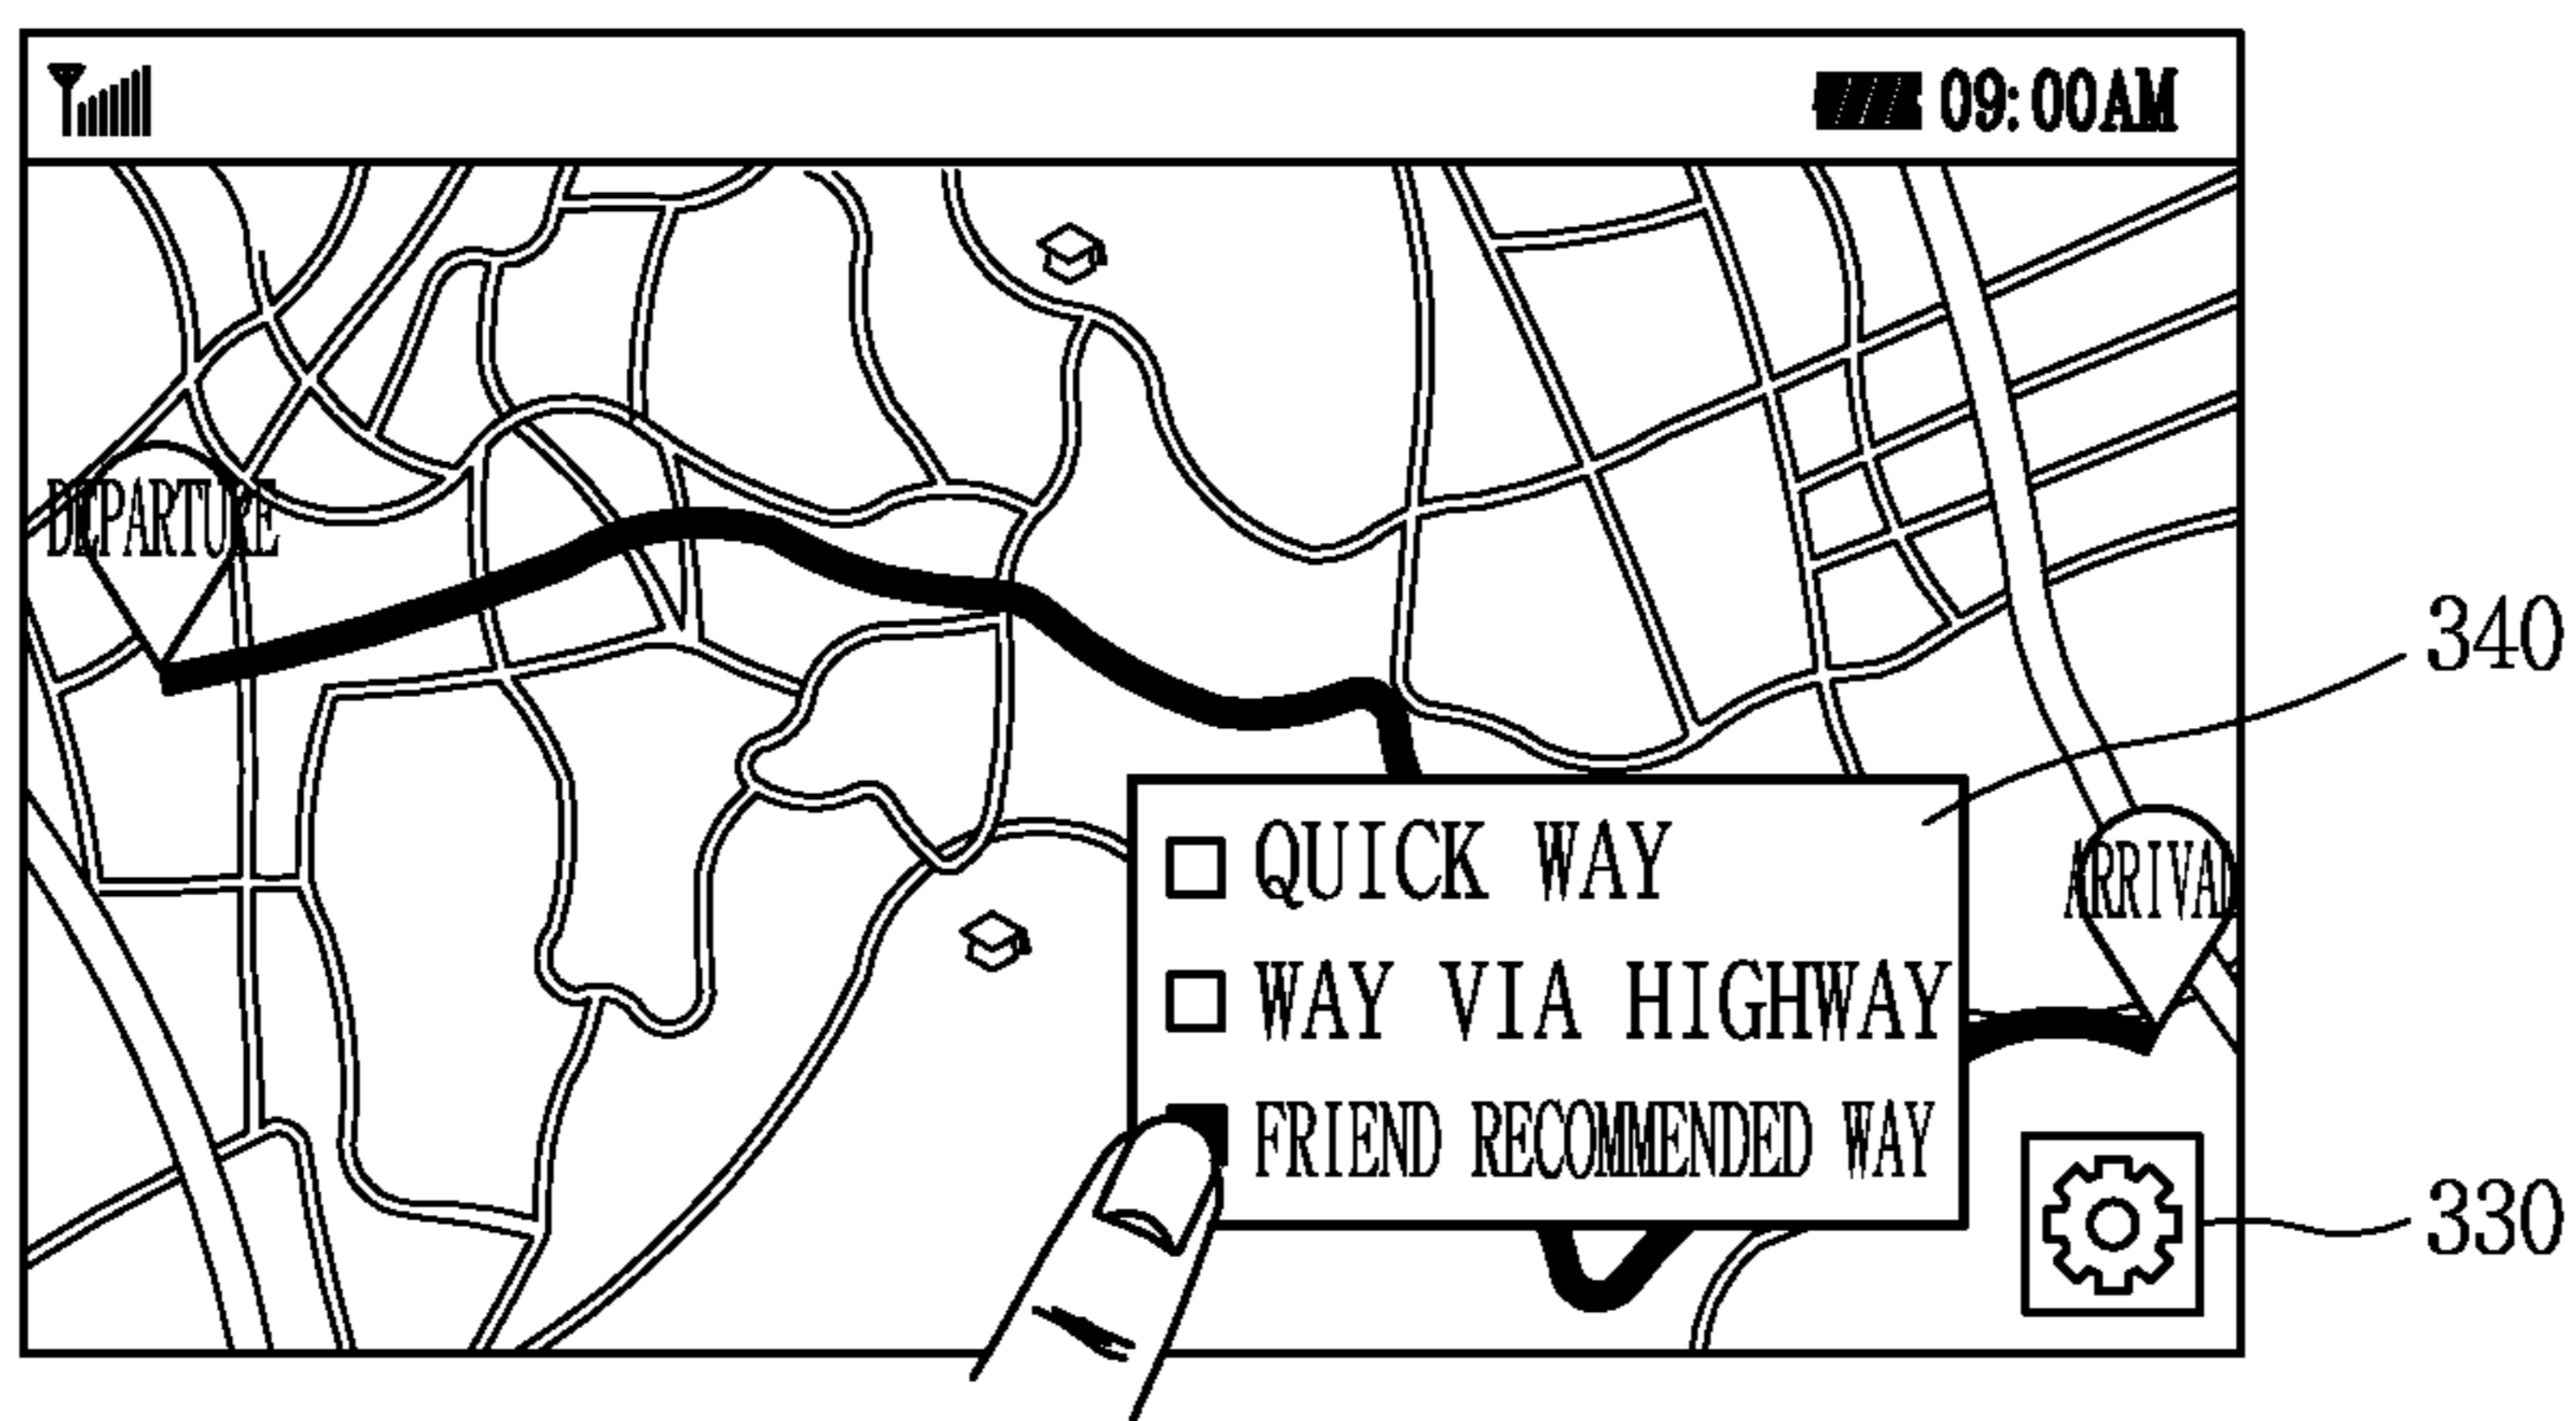 09:00AM
DEPARTURE
340
QUICK WAY
ARRIVAL
WAY VIA HIGHWAY
FRIEND RECOMMENDED WAY
330